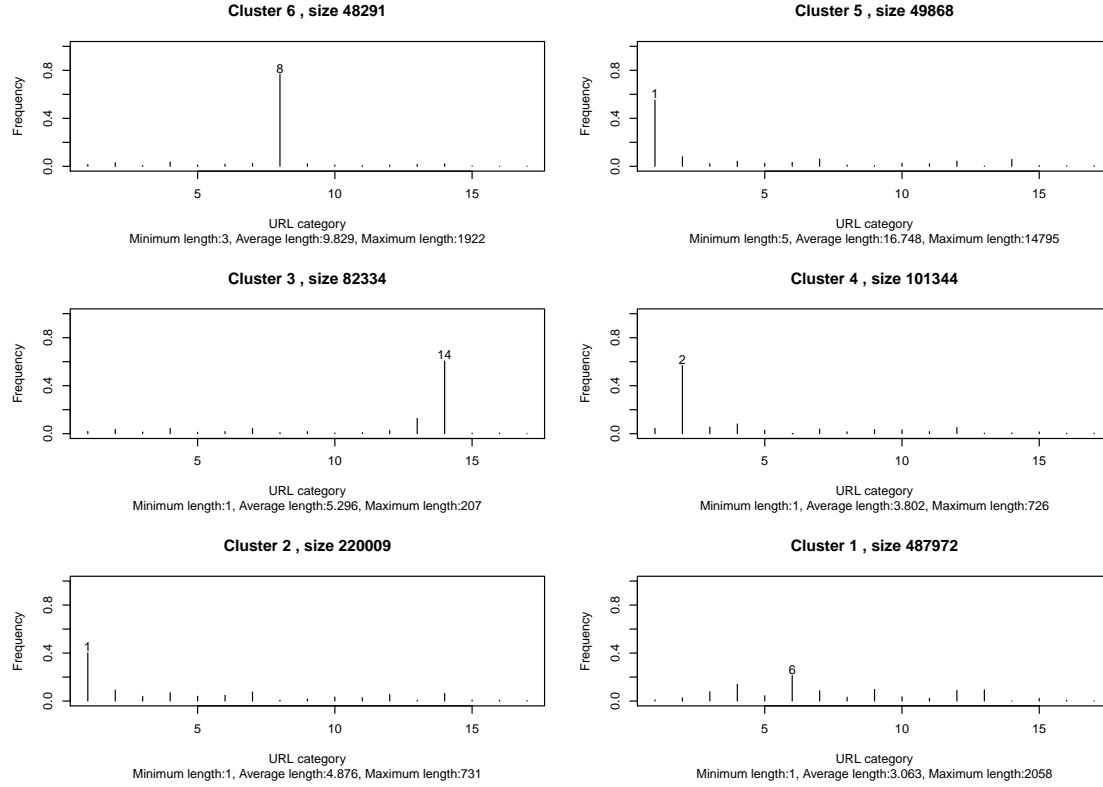 Cluster 6 , size 48291
Frequency
0.0
0.4
0.8
8
5
10
15
URL category
Minimum length:3, Average length:9.829, Maximum length:1922
Cluster 5 , size 49868
Frequency
0.0
0.4
0.8
1
5
10
15
URL category
Minimum length:5, Average length:16.748, Maximum length:14795
Cluster 3 , size 82334
Frequency
0.0
0.4
0.8
14
5
10
15
URL category
Minimum length:1, Average length:5.296, Maximum length:207
Cluster 4 , size 101344
Frequency
0.0
0.4
0.8
2
5
10
15
URL category
Minimum length:1, Average length:3.802, Maximum length:726
Cluster 2 , size 220009
Frequency
0.0
0.4
0.8
1
5
10
15
URL category
Minimum length:1, Average length:4.876, Maximum length:731
Cluster 1 , size 487972
Frequency
0.0
0.4
0.8
6
5
10
15
URL category
Minimum length:1, Average length:3.063, Maximum length:2058